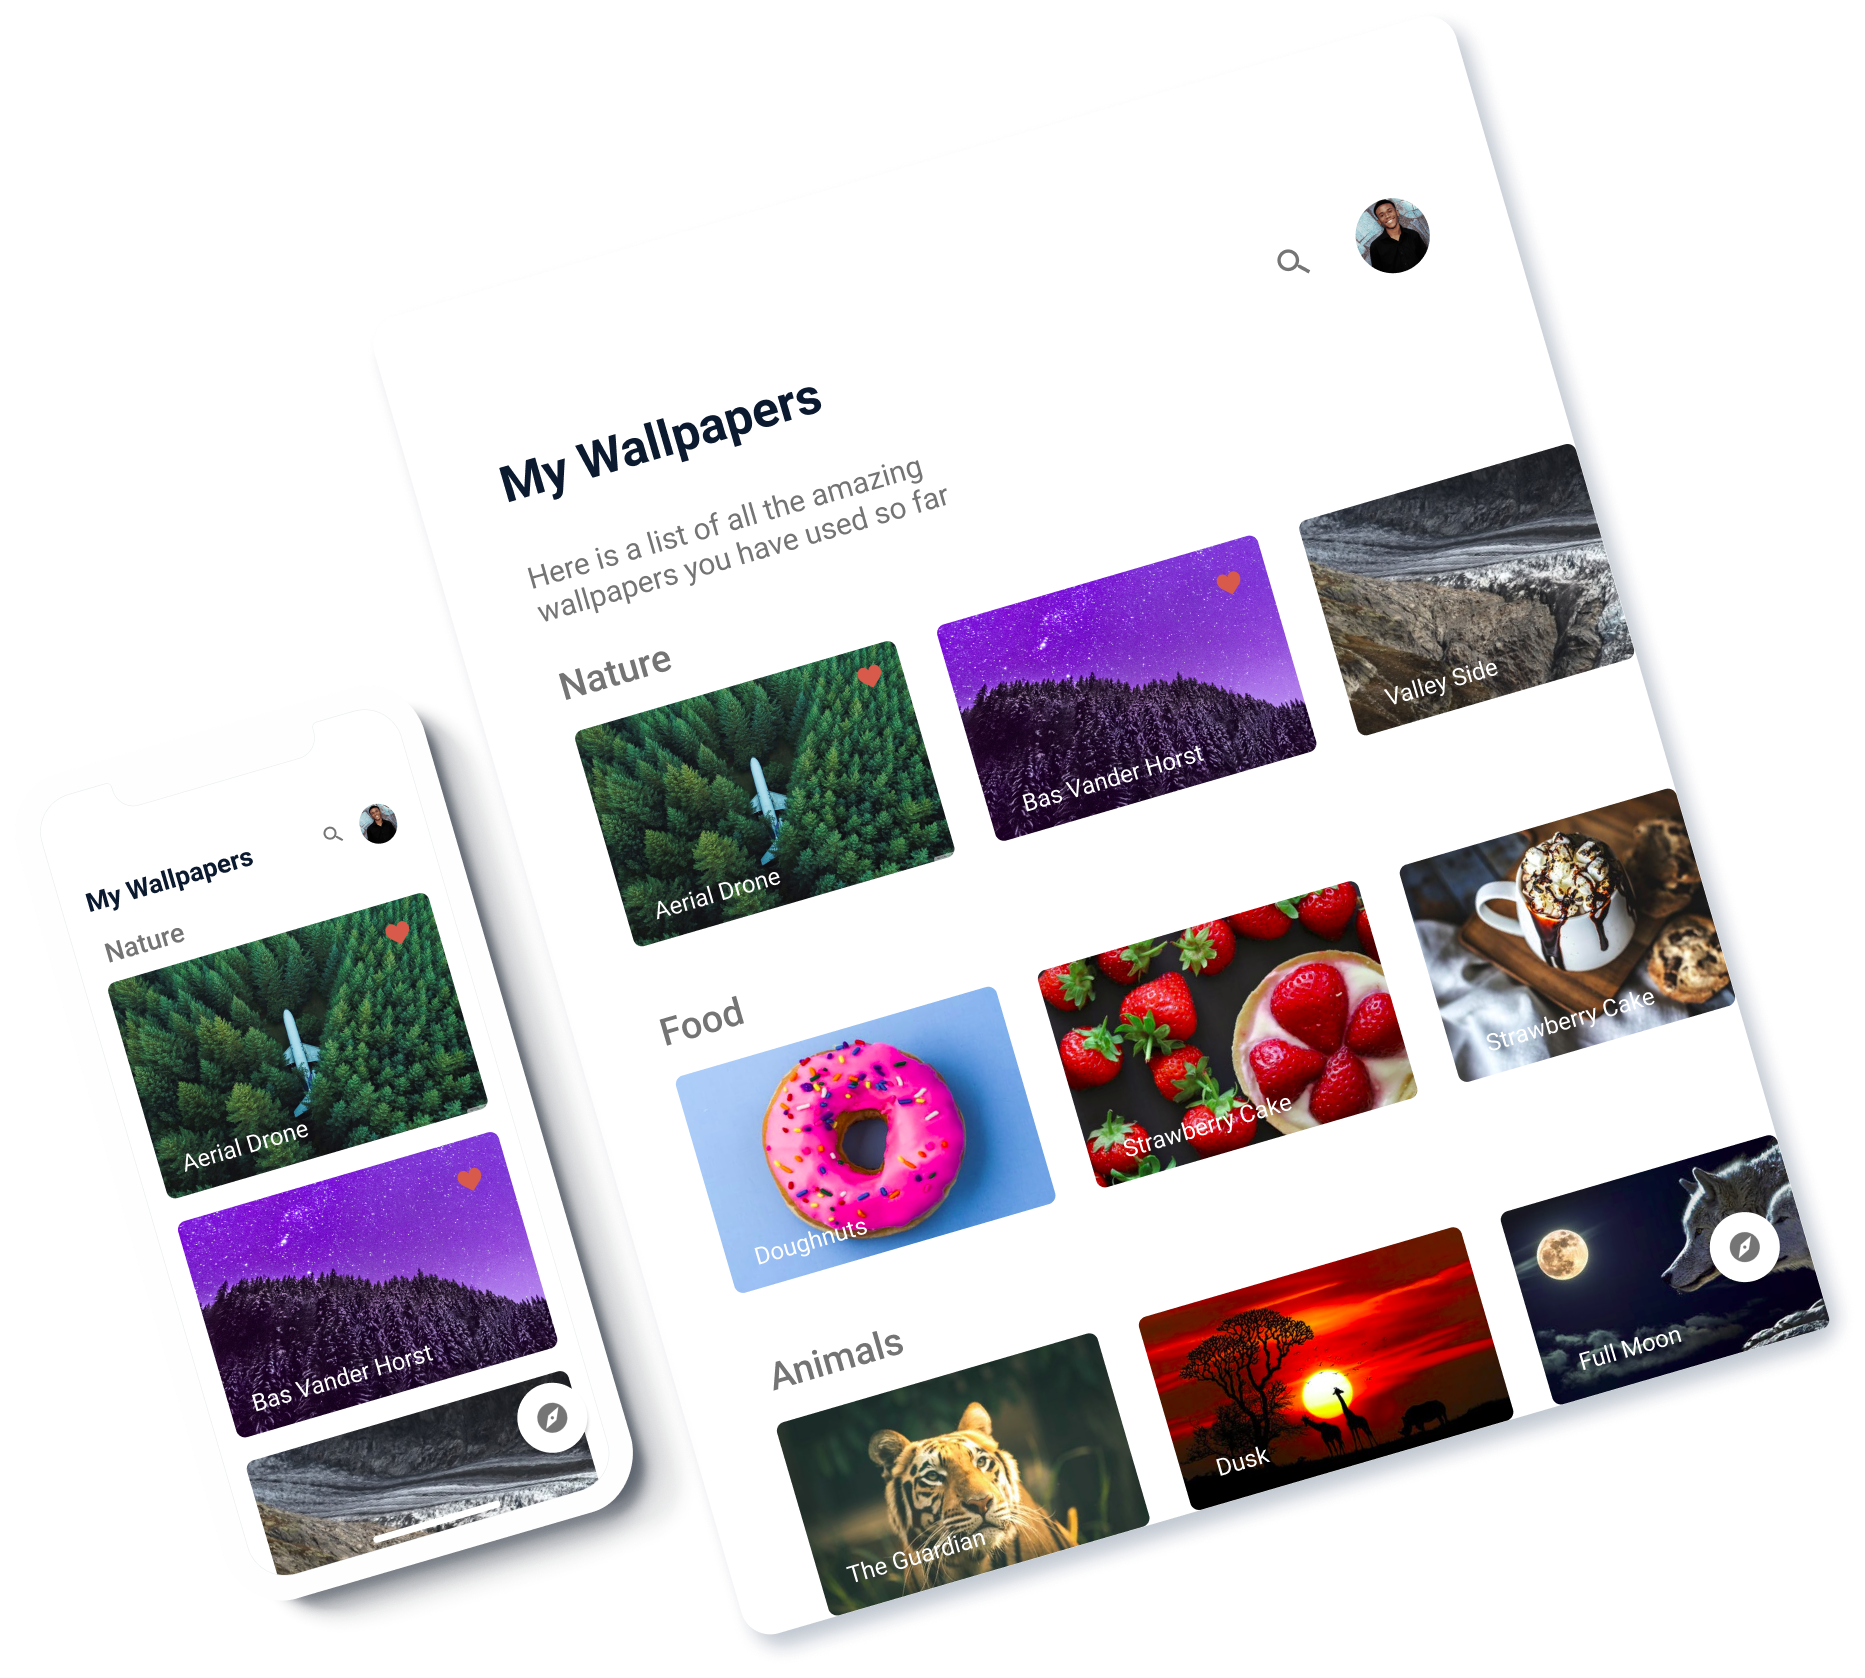 My Wallpapers
Nature
Aerial Drone
Bas Vander Horst
My Wallpapers
Here is a list of all the amazing
wallpapers you have used so far
Nature
Aerial Drone
Bas Vander Horst
Valley Side
Food
Doughnuts
Strawberry Cake
Strawberry Cake
Animals
The Guardian
Dusk
Full Moon